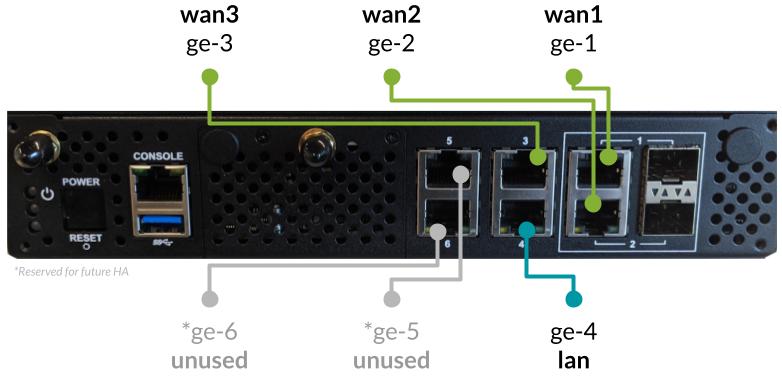 wan3
ge-3
wan2
ge-2
wan1
ge-1
5
3
1
CONSOLE
POWER
RESET
6
4
2
*Reserved for future HA
*ge-6
unused
*ge-5
unused
ge-4
lan